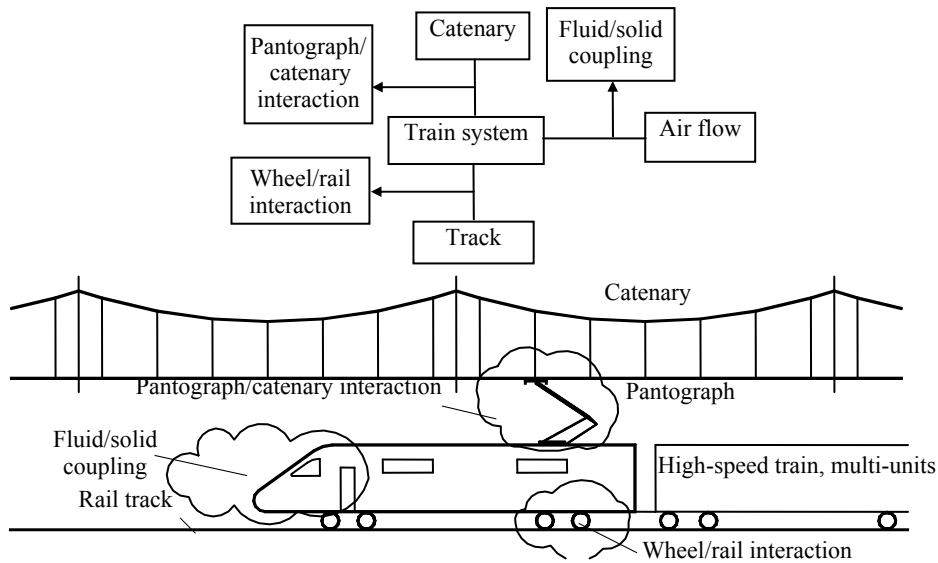 Catenary
Fluid/solid
coupling
Pantograph/
catenary
interaction
Train system
Air flow
Wheel/rail
interaction
Track
Catenary
Pantograph/catenary interaction
Pantograph
Fluid/solid
coupling
High-speed train, multi-units
Rail track
Wheel/rail interaction